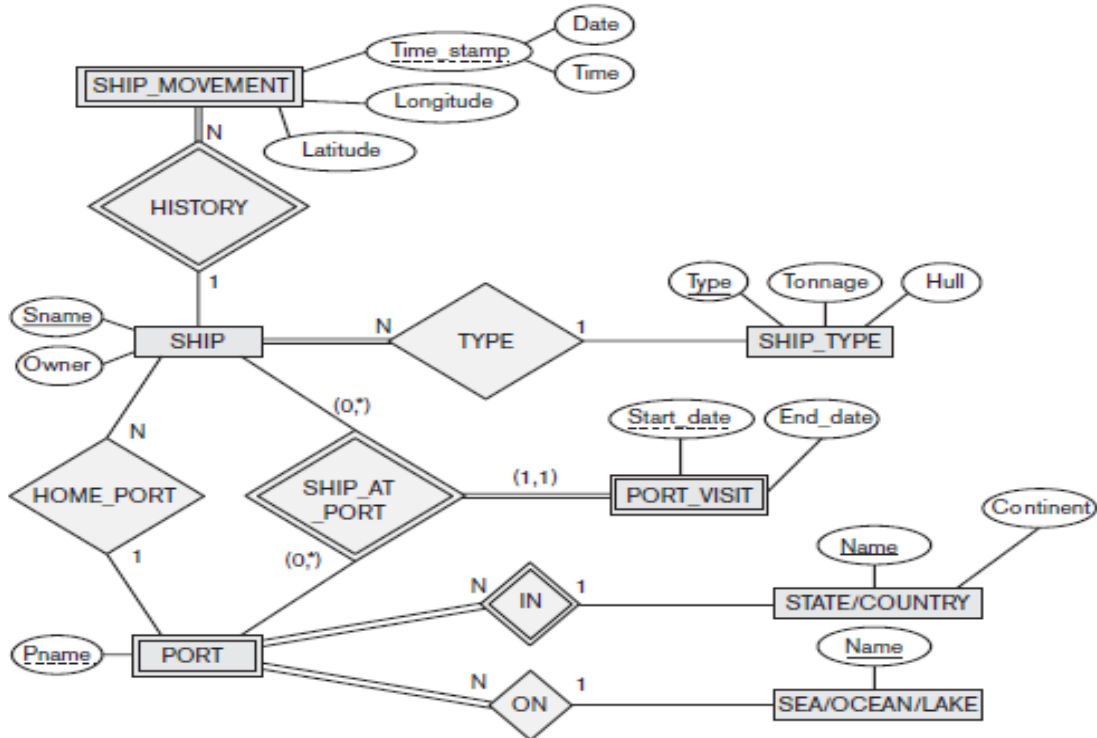 Date
Time_stamp
SHIP_MOVEMENT
Time
Longitude
N
Latitude
HISTORY
1
Type
Tonnage
Hull
Sname
N
TYPE
1
SHIP
SHIP_TYPE
Owner
(0,*)
Start_date
End_date
N
HOME_PORT
SHIP_AT
_PORT
(1,1)
PORT_VISIT
Continent
1
(0,*)
Name
N
IN
1
STATE/COUNTRY
Pname
PORT
Name
N
ON
1
SEA/OCEAN/LAKE